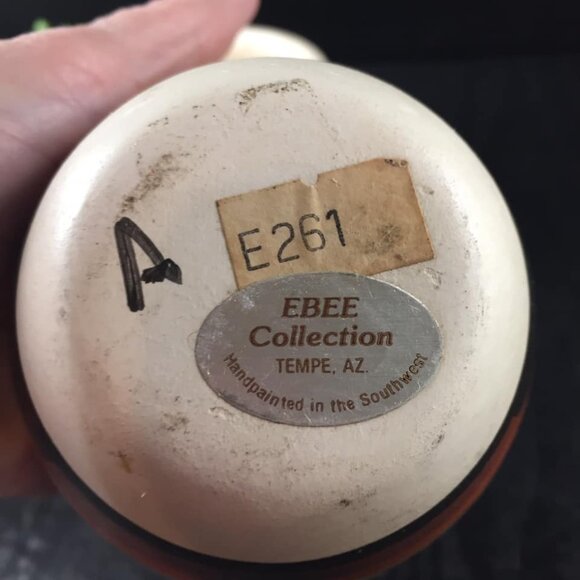 A
E261
EBEE
Collection
TEMPE, AZ.
Handpainted in the Southwest